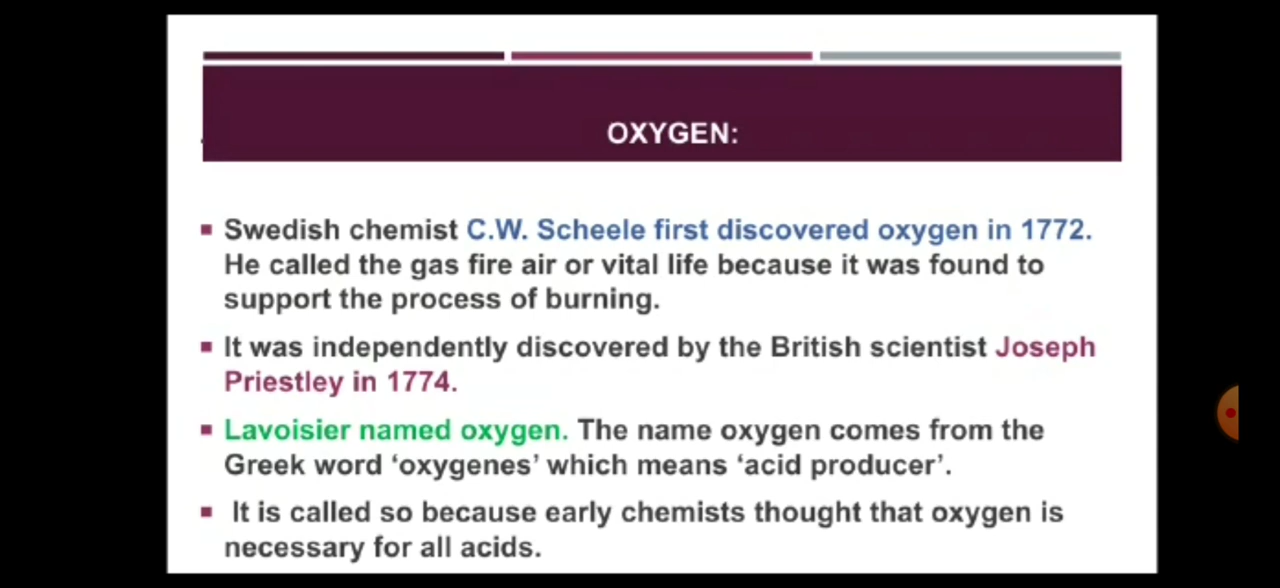 OXYGEN:
▪ Swedish chemist C.W. Scheele first discovered oxygen in 1772.
He called the gas fire air or vital life because it was found to
support the process of burning.
▪ It was independently discovered by the British scientist Joseph
Priestley in 1774.
▪ Lavoisier named oxygen. The name oxygen comes from the
Greek word ‘oxygenes’ which means ‘acid producer’.
▪ It is called so because early chemists thought that oxygen is
necessary for all acids.